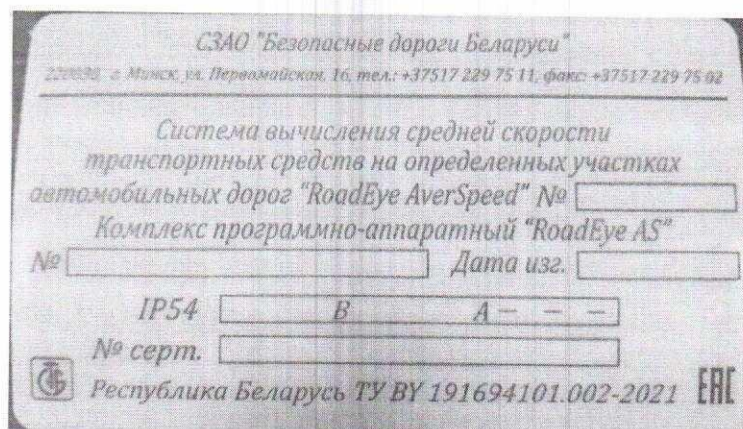 СЗАО "Безопасные дороги Беларуси"
220030, г. Минск, ул. Первомайская, 16, тел.: +37517 229 75 11, факс: +37517 229 75 02
Система вычисления средней скорости
транспортных средств на определенных участках
автомобильных дорог "RoadEye AverSpeed" №
Комплекс программно-аппаратный "RoadEye AS"
№ Дата изг.
IP54 В А — — —
№ серт.
Республика Беларусь ТУ BY 191694101.002-2021 EAC